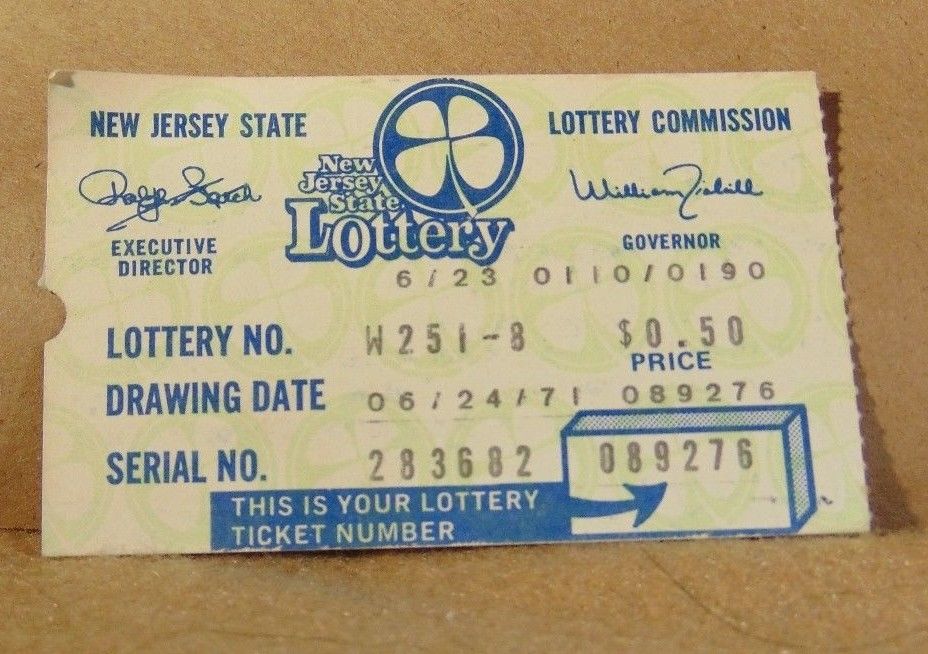 NEW JERSEY STATE
LOTTERY COMMISSION
New
Jersey
State
Lottery
EXECUTIVE
DIRECTOR
William
GOVERNOR
6/23 0110/0190
LOTTERY NO. W251-8 $0.50
PRICE
DRAWING DATE 06/24/71 089276
SERIAL NO. 283682 089276
THIS IS YOUR LOTTERY
TICKET NUMBER